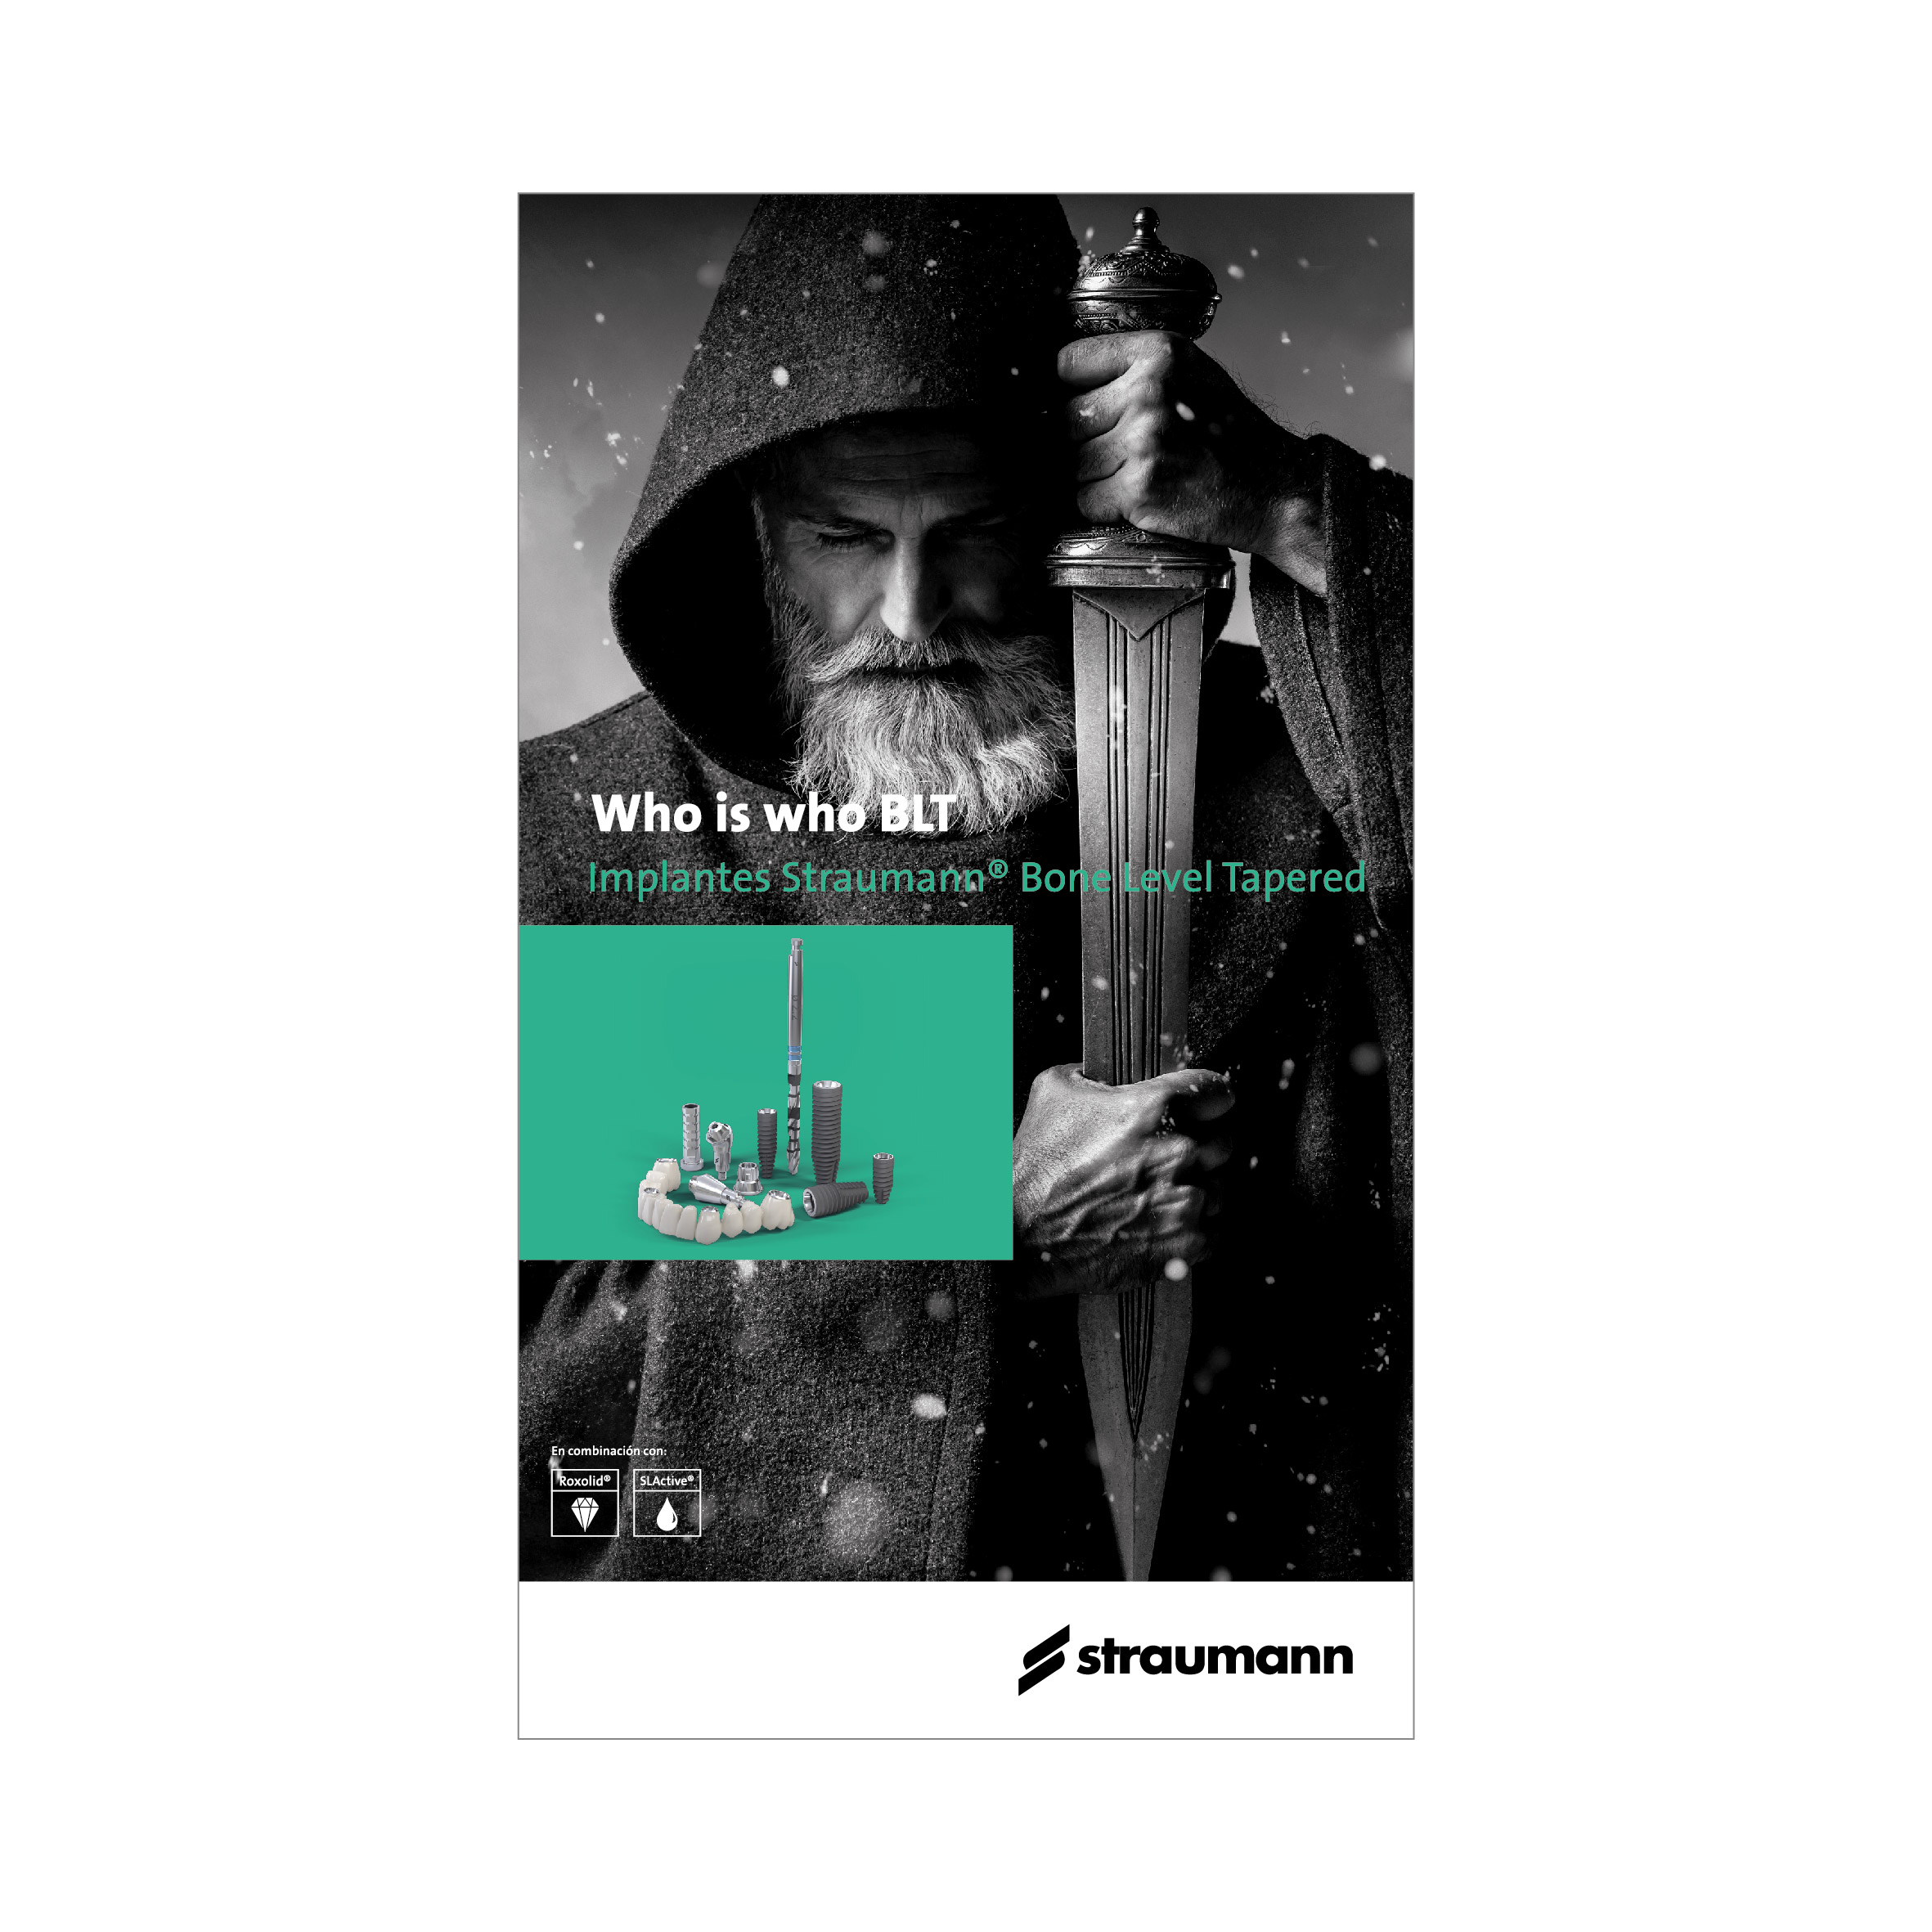 Who is who BLT
Implantes Straumann® Bone Level Tapered
En combinación con:
Roxolid®
SLActive®
straumann